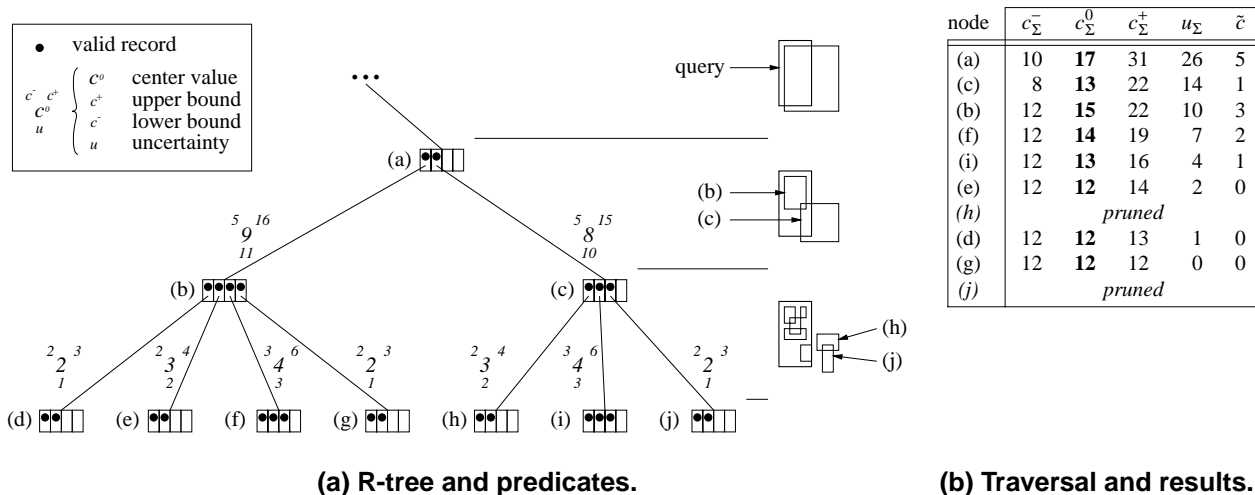 ● valid record
c⁻ c⁺
c⁰
u
c⁰ center value
c⁺ upper bound
c⁻ lower bound
u uncertainty
•••
query
(a)
(b)
(c)
5 9 16
11
5 8 15
10
(b)
(c)
(h)
(j)
2 2 3
1
2 3 4
2
3 4 6
3
2 2 3
1
2 3 4
2
3 4 6
3
2 2 3
1
(d)
(e)
(f)
(g)
(h)
(i)
(j)
(a) R-tree and predicates.
node c⁻_Σ c⁰_Σ c⁺_Σ u_Σ c̃
(a) 10 17 31 26 5
(c) 8 13 22 14 1
(b) 12 15 22 10 3
(f) 12 14 19 7 2
(i) 12 13 16 4 1
(e) 12 12 14 2 0
(h) pruned
(d) 12 12 13 1 0
(g) 12 12 12 0 0
(j) pruned
(b) Traversal and results.